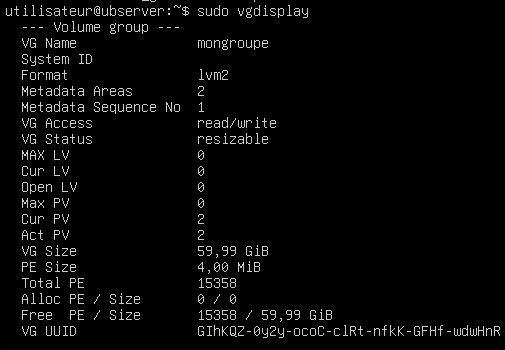 utilisateur@ubserver:~$ sudo vgdisplay
--- Volume group ---
VG Name mongroupe
System ID
Format lvm2
Metadata Areas 2
Metadata Sequence No 1
VG Access read/write
VG Status resizable
MAX LV 0
Cur LV 0
Open LV 0
Max PV 0
Cur PV 2
Act PV 2
VG Size 59,99 GiB
PE Size 4,00 MiB
Total PE 15358
Alloc PE / Size 0 / 0
Free PE / Size 15358 / 59,99 GiB
VG UUID GIhKQZ-0y2y-ocoC-clRt-nfkK-GFHf-wdwHnR